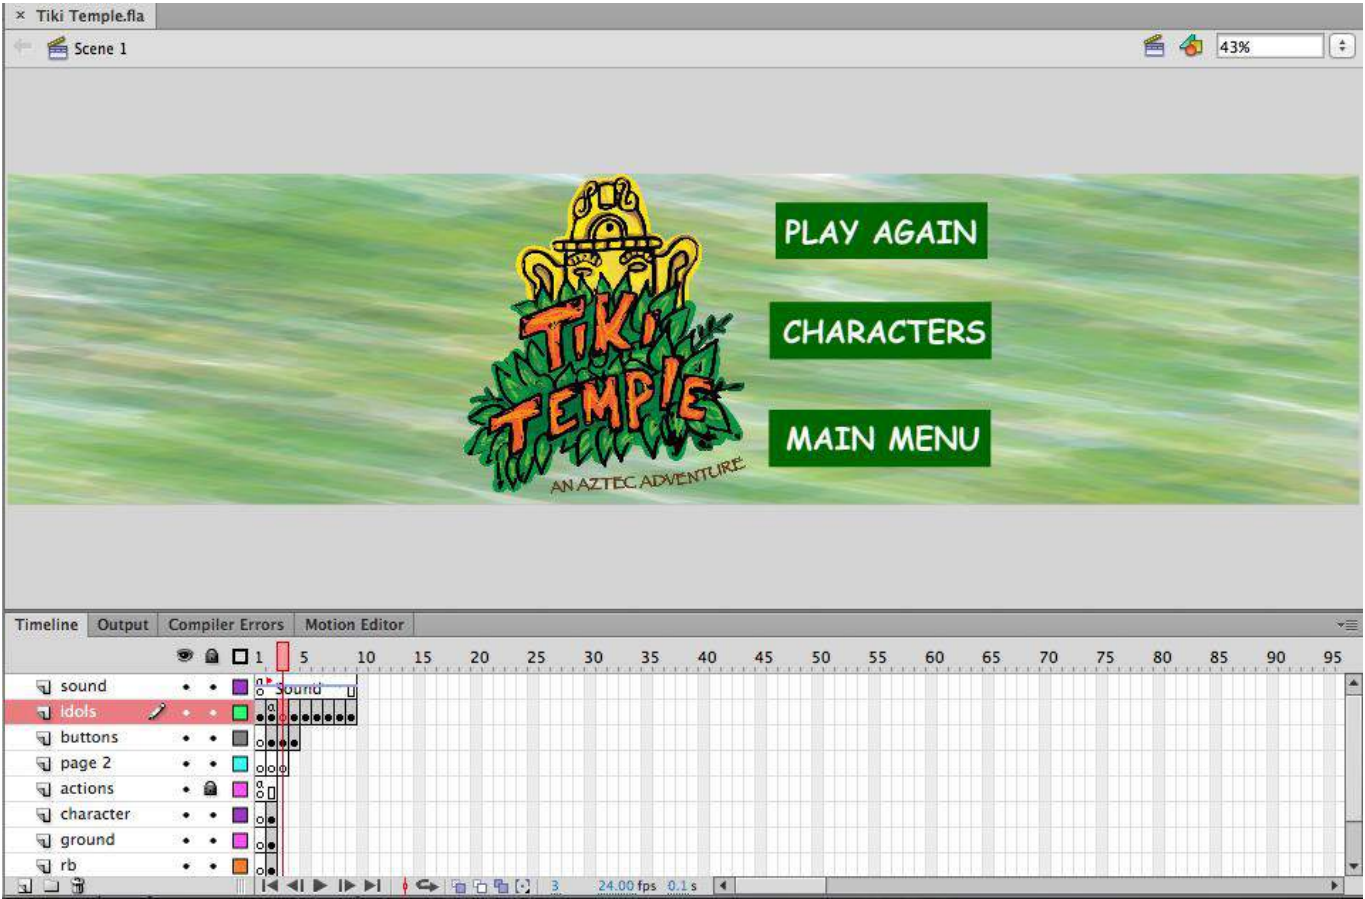 × Tiki Temple.fla
Scene 1
43%
PLAY AGAIN
TIKI
TEMPLE
CHARACTERS
MAIN MENU
AN AZTEC ADVENTURE
Timeline Output Compiler Errors Motion Editor
1 5 10 15 20 25 30 35 40 45 50 55 60 65 70 75 80 85 90 95
sound Sound
idols
buttons
page 2
actions
character
ground
rb
3 24.00 fps 0.1 s